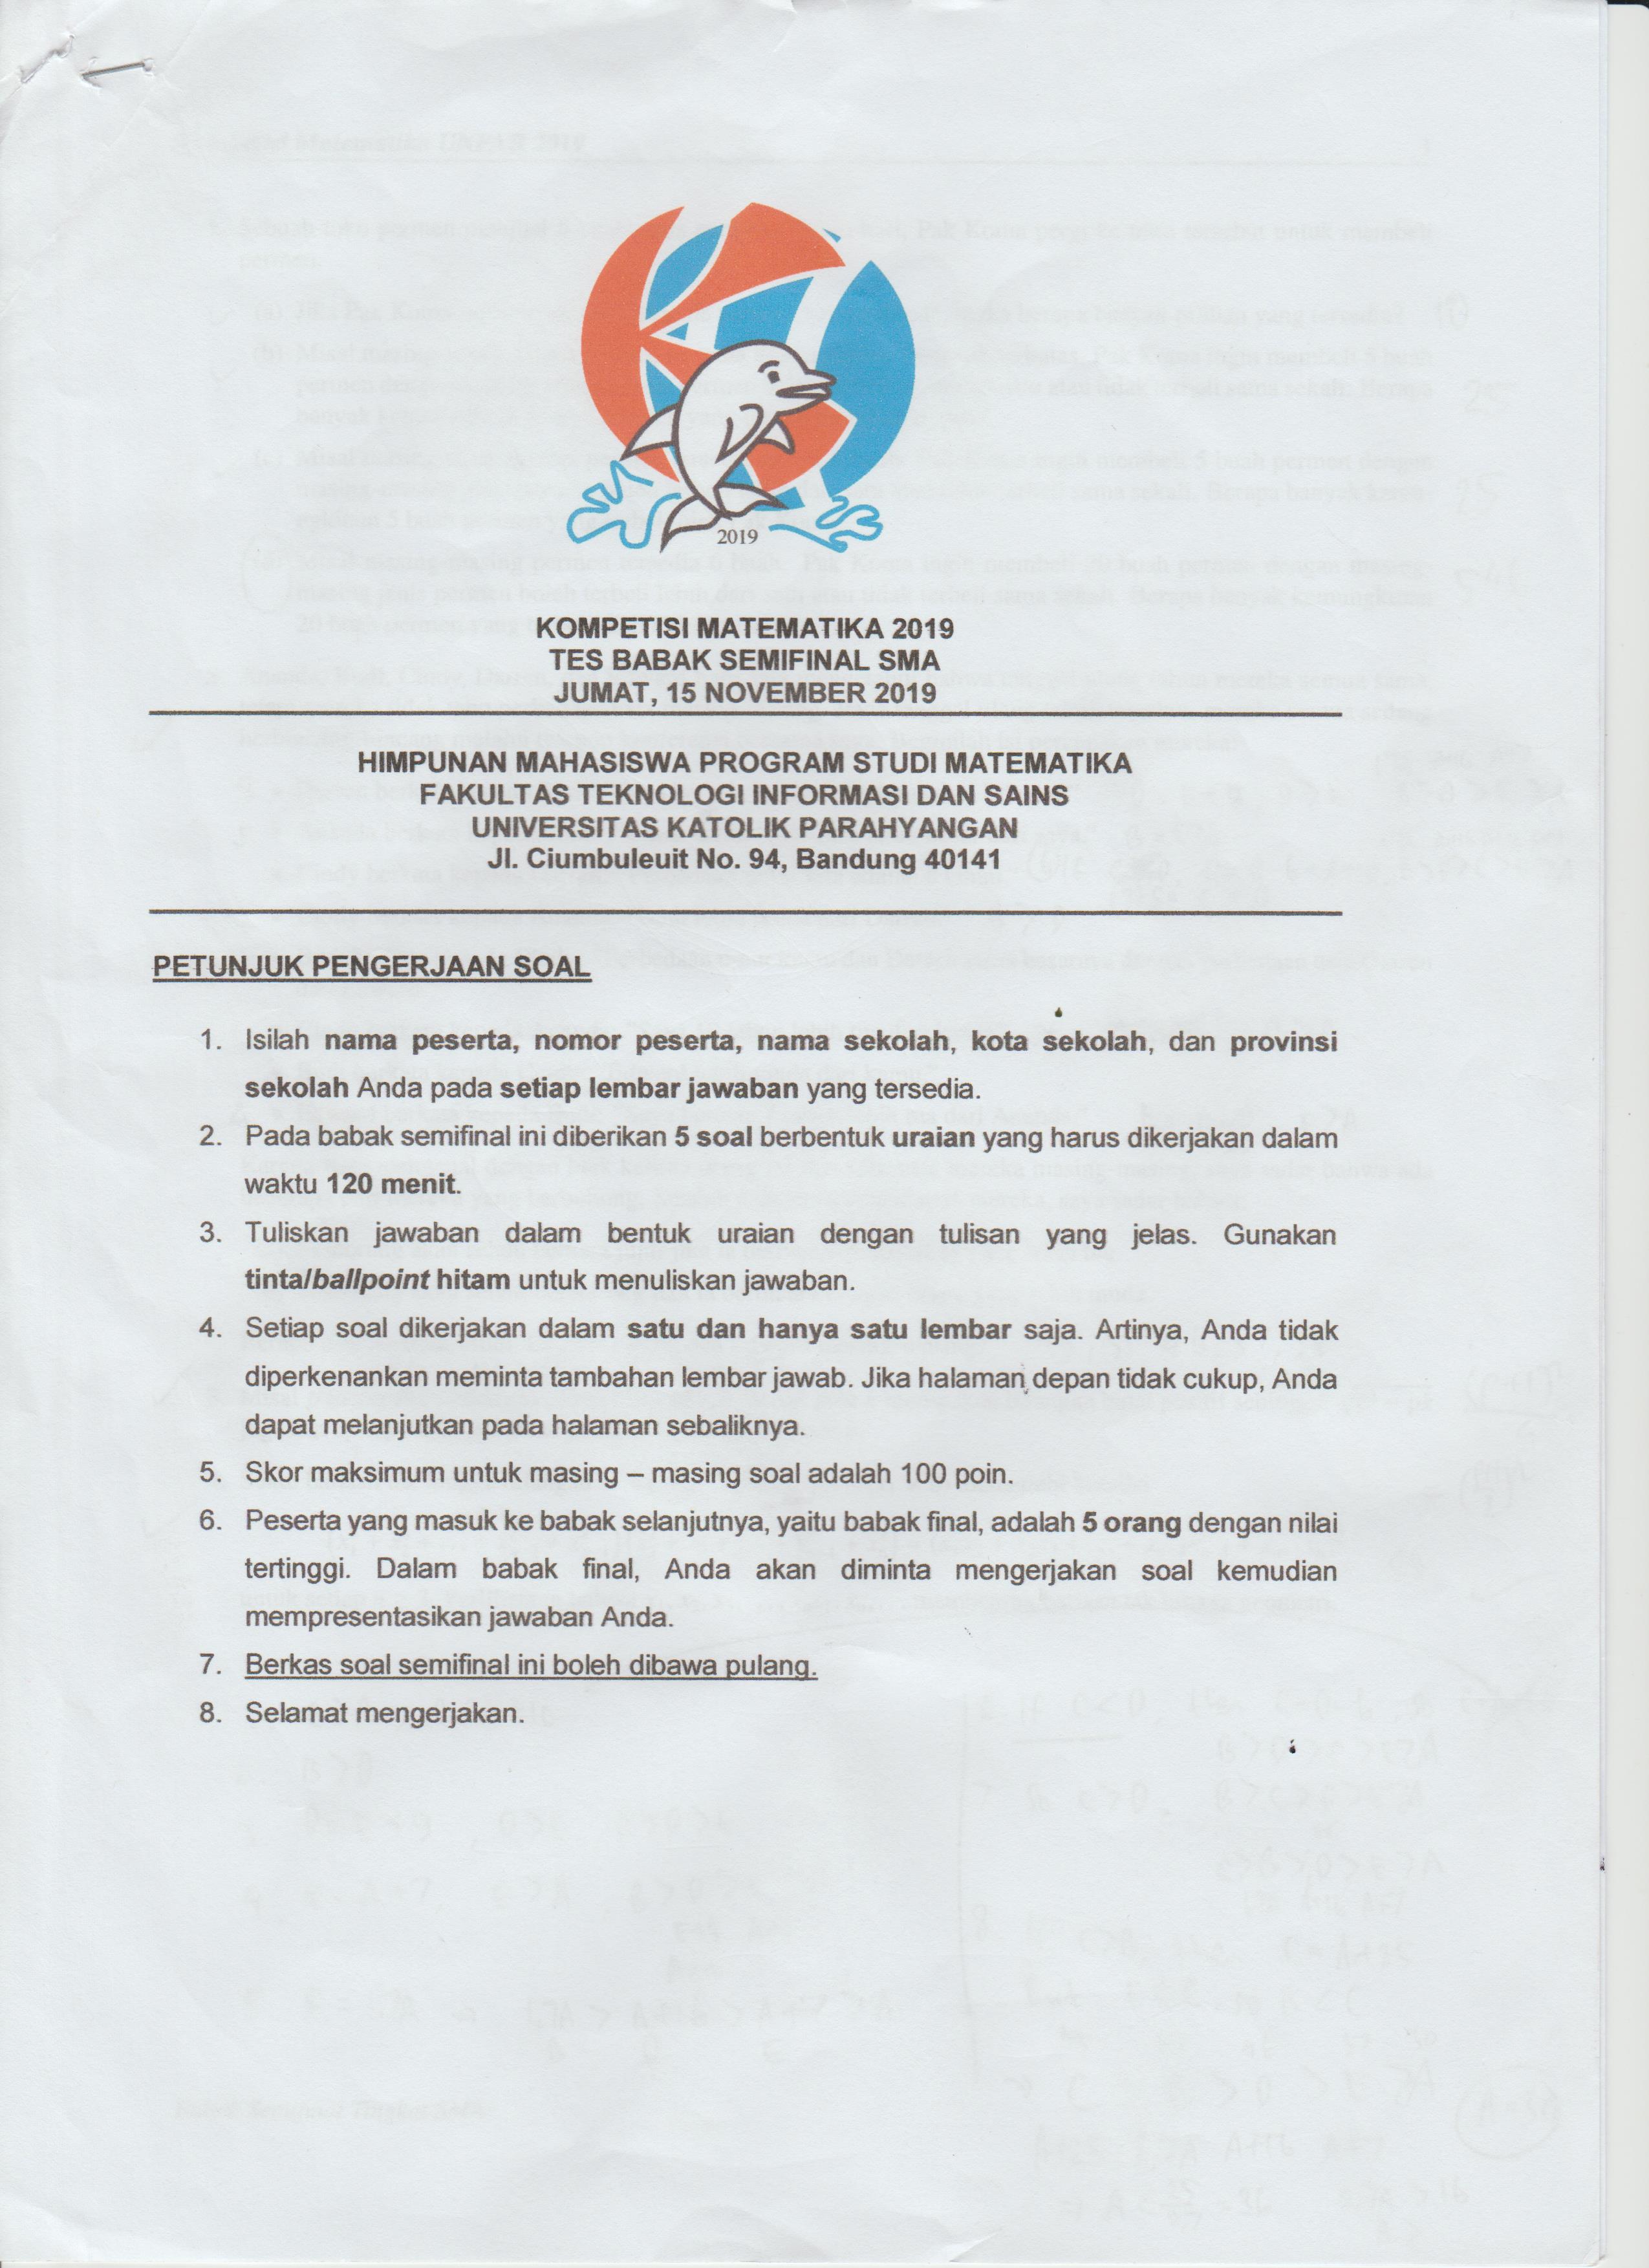 2019
KOMPETISI MATEMATIKA 2019
TES BABAK SEMIFINAL SMA
JUMAT, 15 NOVEMBER 2019
HIMPUNAN MAHASISWA PROGRAM STUDI MATEMATIKA
FAKULTAS TEKNOLOGI INFORMASI DAN SAINS
UNIVERSITAS KATOLIK PARAHYANGAN
Jl. Ciumbuleuit No. 94, Bandung 40141
PETUNJUK PENGERJAAN SOAL
1. Isilah nama peserta, nomor peserta, nama sekolah, kota sekolah, dan provinsi
sekolah Anda pada setiap lembar jawaban yang tersedia.
2. Pada babak semifinal ini diberikan 5 soal berbentuk uraian yang harus dikerjakan dalam
waktu 120 menit.
3. Tuliskan jawaban dalam bentuk uraian dengan tulisan yang jelas. Gunakan
tinta/ballpoint hitam untuk menuliskan jawaban.
4. Setiap soal dikerjakan dalam satu dan hanya satu lembar saja. Artinya, Anda tidak
diperkenankan meminta tambahan lembar jawab. Jika halaman depan tidak cukup, Anda
dapat melanjutkan pada halaman sebaliknya.
5. Skor maksimum untuk masing – masing soal adalah 100 poin.
6. Peserta yang masuk ke babak selanjutnya, yaitu babak final, adalah 5 orang dengan nilai
tertinggi. Dalam babak final, Anda akan diminta mengerjakan soal kemudian
mempresentasikan jawaban Anda.
7. Berkas soal semifinal ini boleh dibawa pulang.
8. Selamat mengerjakan.